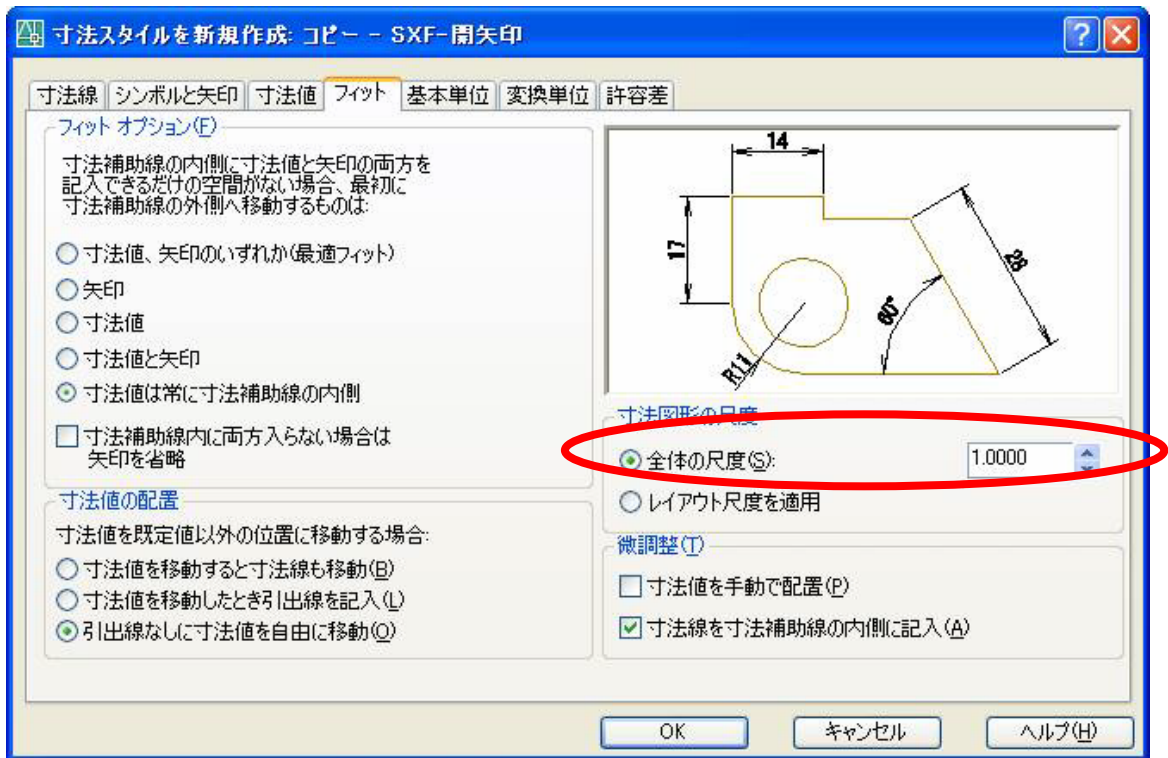 寸法スタイルを新規作成: コピー - SXF-開矢印
寸法線 シンボルと矢印 寸法値 フィット 基本単位 変換単位 許容差
フィット オプション(F)
寸法補助線の内側に寸法値と矢印の両方を
記入できるだけの空間がない場合、最初に
寸法補助線の外側へ移動するものは:
寸法値、矢印のいずれか(最適フィット)
矢印
寸法値
寸法値と矢印
寸法値は常に寸法補助線の内側
寸法補助線内に両方入らない場合は
矢印を省略
寸法値の配置
寸法値を既定値以外の位置に移動する場合:
寸法値を移動すると寸法線も移動(B)
寸法値を移動したとき引出線を記入(L)
引出線なしに寸法値を自由に移動(O)
14
17
28
60°
R11
寸法図形の尺度
全体の尺度(S):
1.0000
レイアウト尺度を適用
微調整(T)
寸法値を手動で配置(P)
寸法線を寸法補助線の内側に記入(A)
OK
キャンセル
ヘルプ(H)